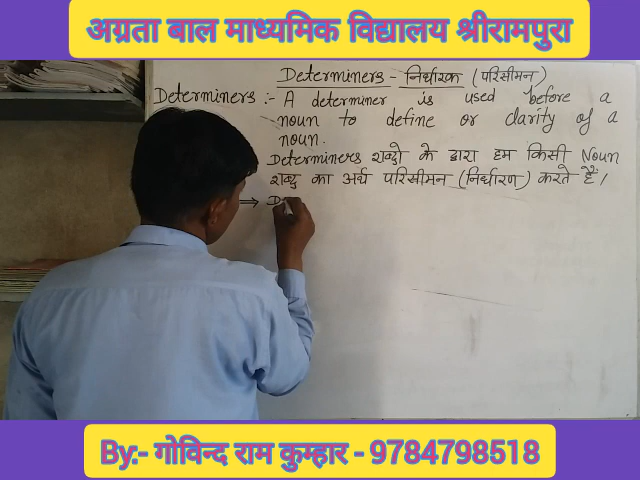 अग्रता बाल माध्यमिक विद्यालय श्रीरामपुरा
Determiners - निर्धारक (परिसीमन)
Determiners :- A determiner is used before a
noun to define or clarity of a
noun.
Determiners शब्दो के द्वारा हम किसी Noun
शब्द का अर्थ परिसीमन (निर्धारण) करते हैं।
⇒ D
By:- गोविन्द राम कुम्हार - 9784798518